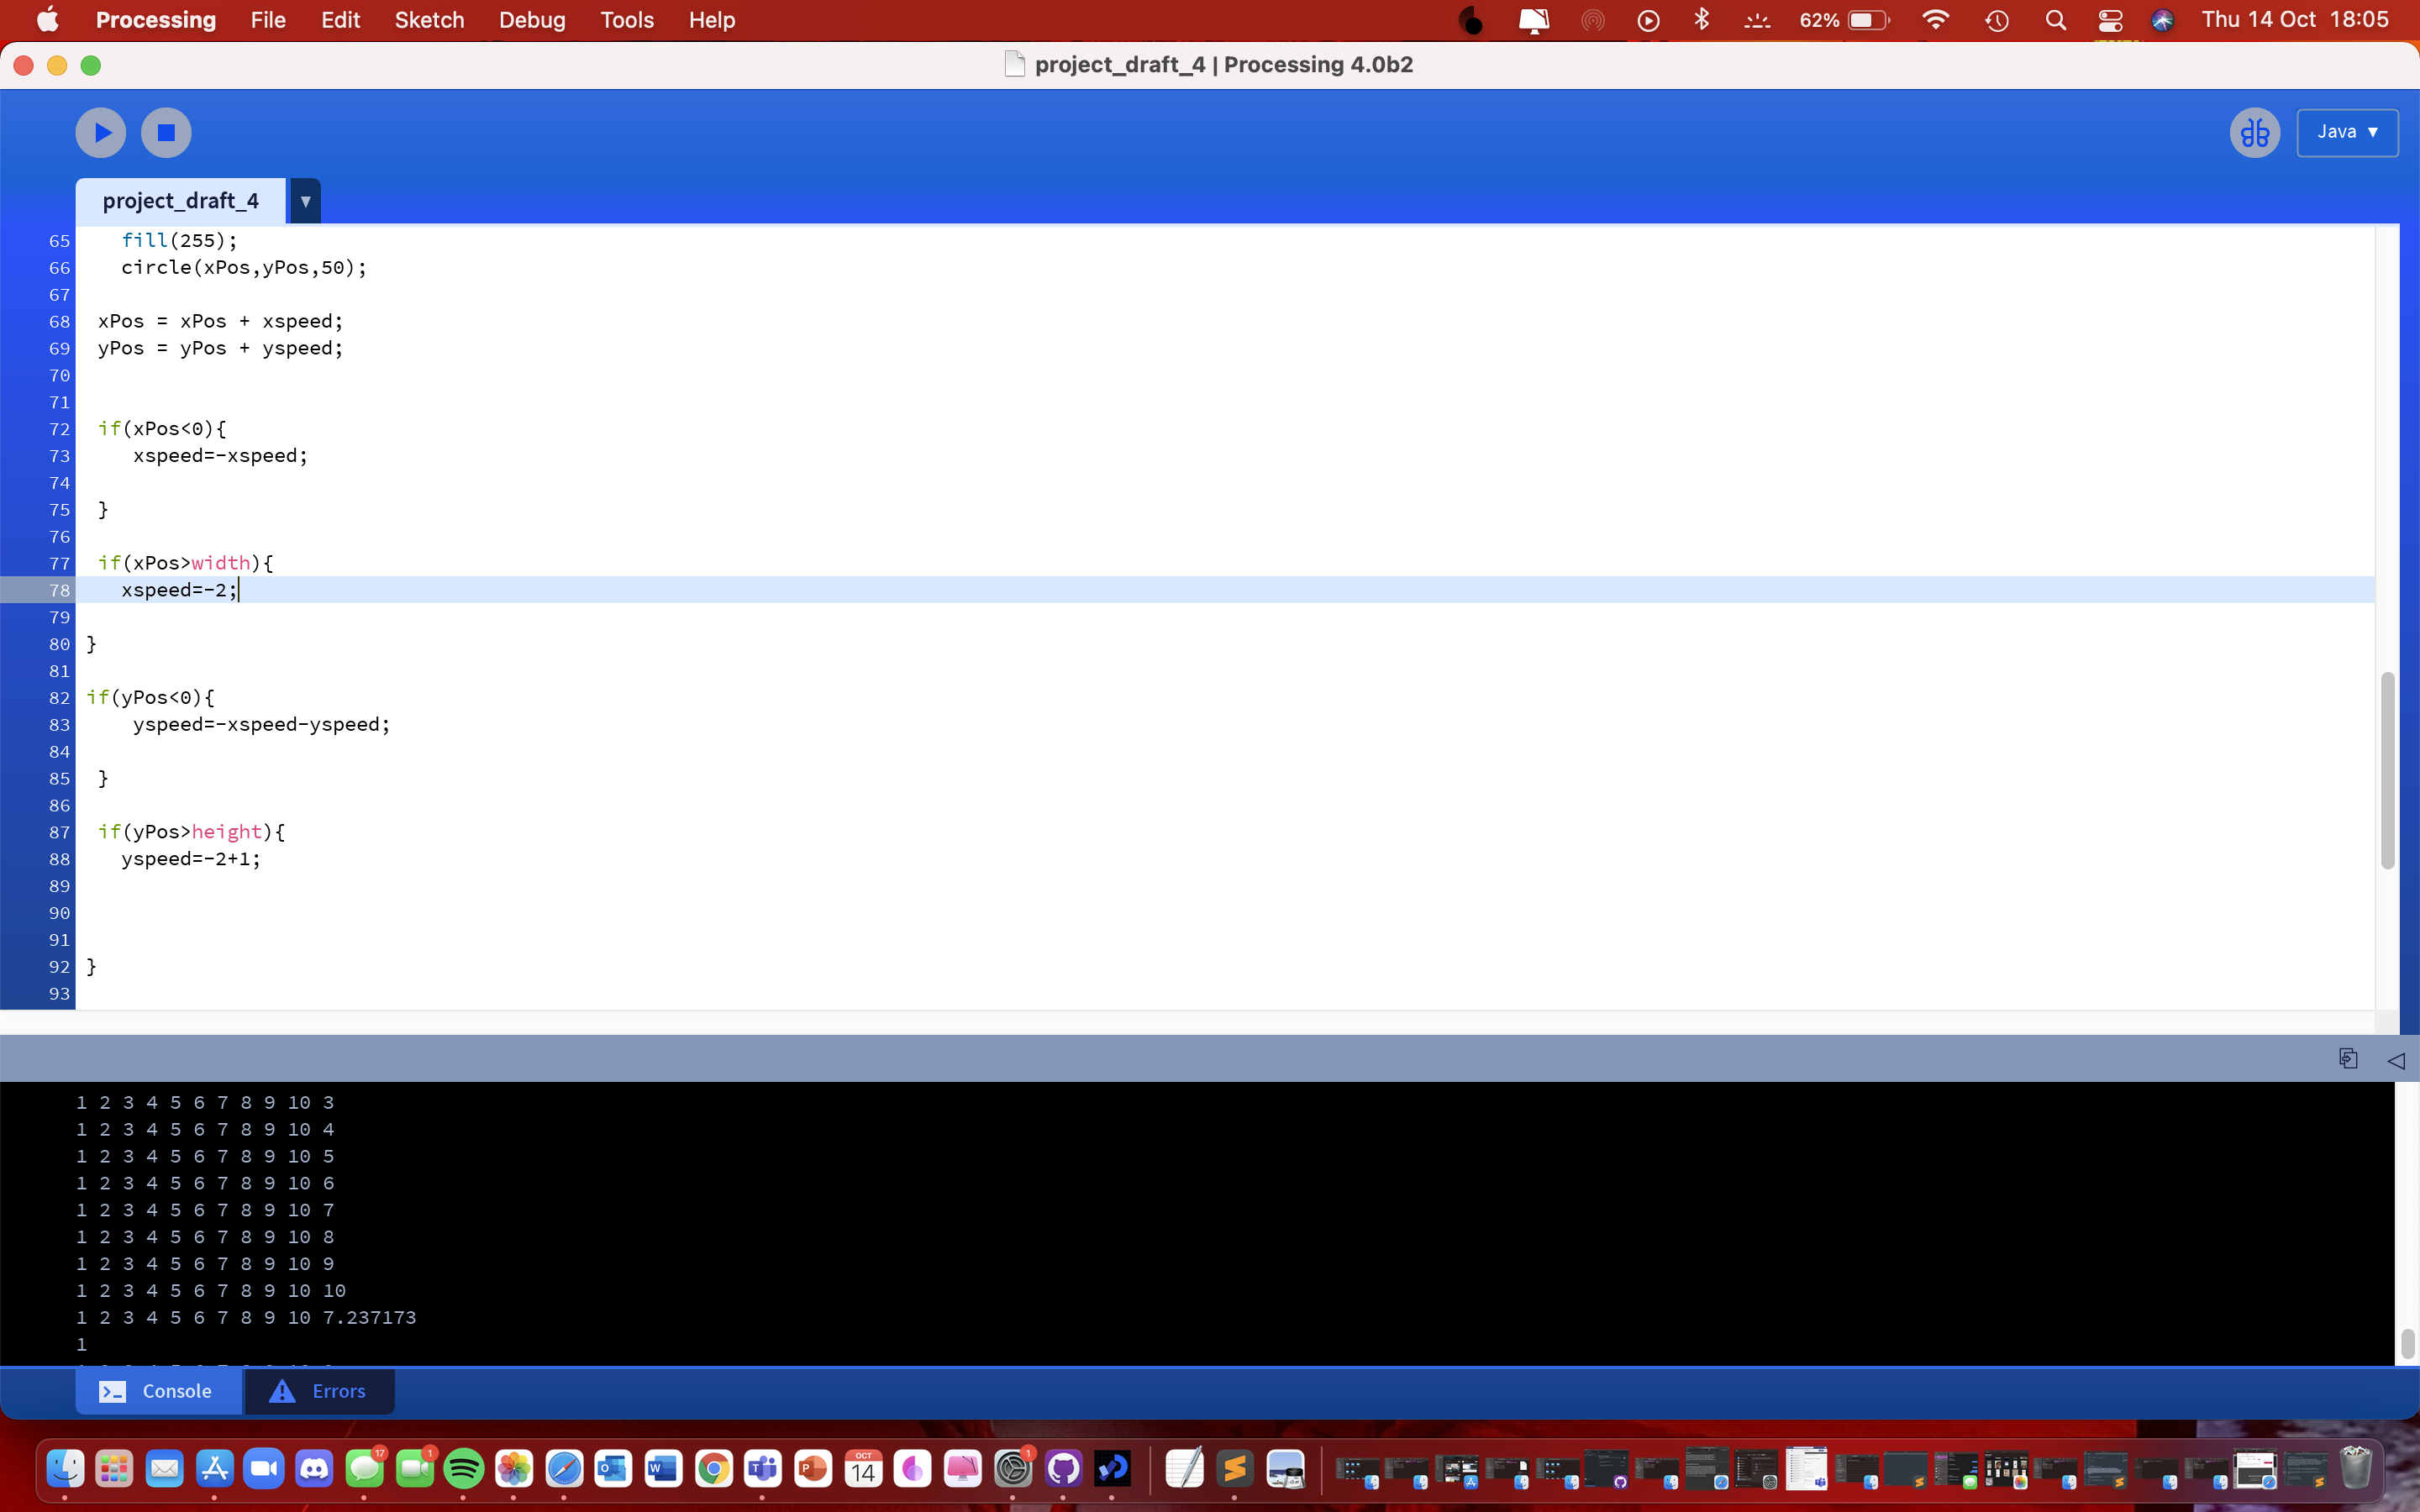 Processing File Edit Sketch Debug Tools Help 62% Thu 14 Oct 18:05
project_draft_4 | Processing 4.0b2
Java ▼
project_draft_4 ▼
65 fill(255);
66 circle(xPos,yPos,50);
67
68 xPos = xPos + xspeed;
69 yPos = yPos + yspeed;
70
71
72 if(xPos<0){
73 xspeed=-xspeed;
74
75 }
76
77 if(xPos>width){
78 xspeed=-2;
79
80 }
81
82 if(yPos<0){
83 yspeed=-xspeed-yspeed;
84
85 }
86
87 if(yPos>height){
88 yspeed=-2+1;
89
90
91
92 }
93
1 2 3 4 5 6 7 8 9 10 3
1 2 3 4 5 6 7 8 9 10 4
1 2 3 4 5 6 7 8 9 10 5
1 2 3 4 5 6 7 8 9 10 6
1 2 3 4 5 6 7 8 9 10 7
1 2 3 4 5 6 7 8 9 10 8
1 2 3 4 5 6 7 8 9 10 9
1 2 3 4 5 6 7 8 9 10 10
1 2 3 4 5 6 7 8 9 10 7.237173
1
Console Errors
17 1 OCT 14 1